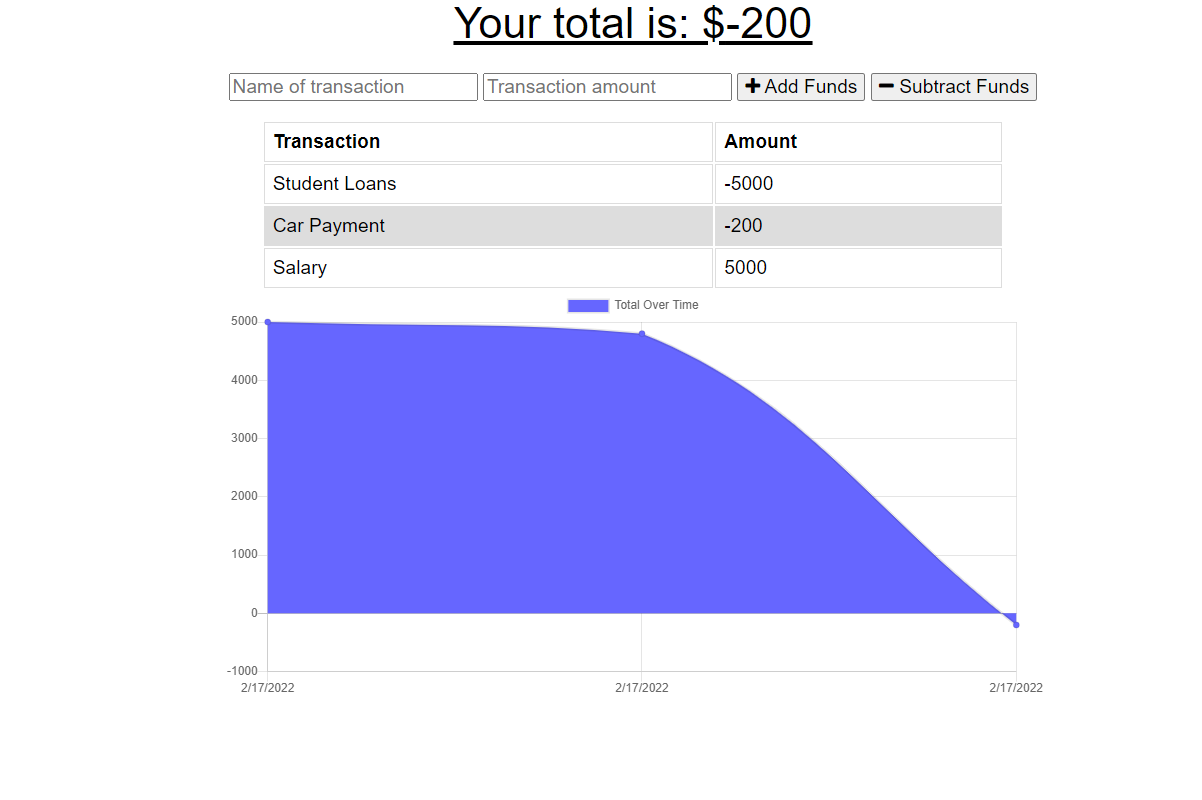 Your total is: $-200
Name of transaction Transaction amount Add Funds Subtract Funds
Transaction Amount
Student Loans -5000
Car Payment -200
Salary 5000
Total Over Time
5000
4000
3000
2000
1000
0
-1000
2/17/2022 2/17/2022 2/17/2022